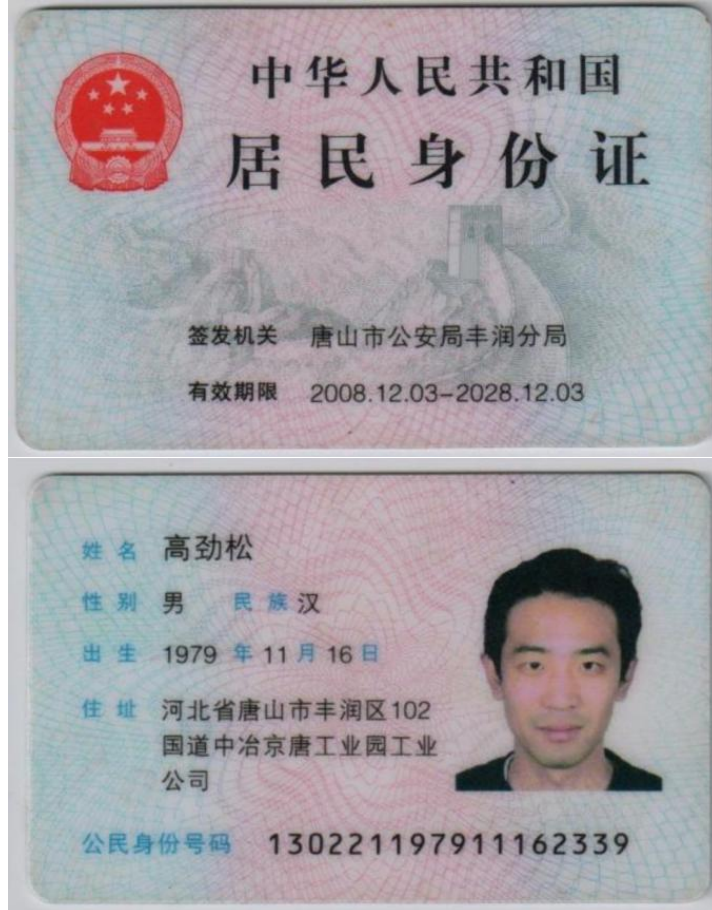 中华人民共和国
居民身份证
签发机关 唐山市公安局丰润分局
有效期限 2008.12.03-2028.12.03
姓名 高劲松
性别 男 民族 汉
出生 1979 年 11 月 16 日
住址 河北省唐山市丰润区102
国道中冶京唐工业园工业
公司
公民身份号码 130221197911162339